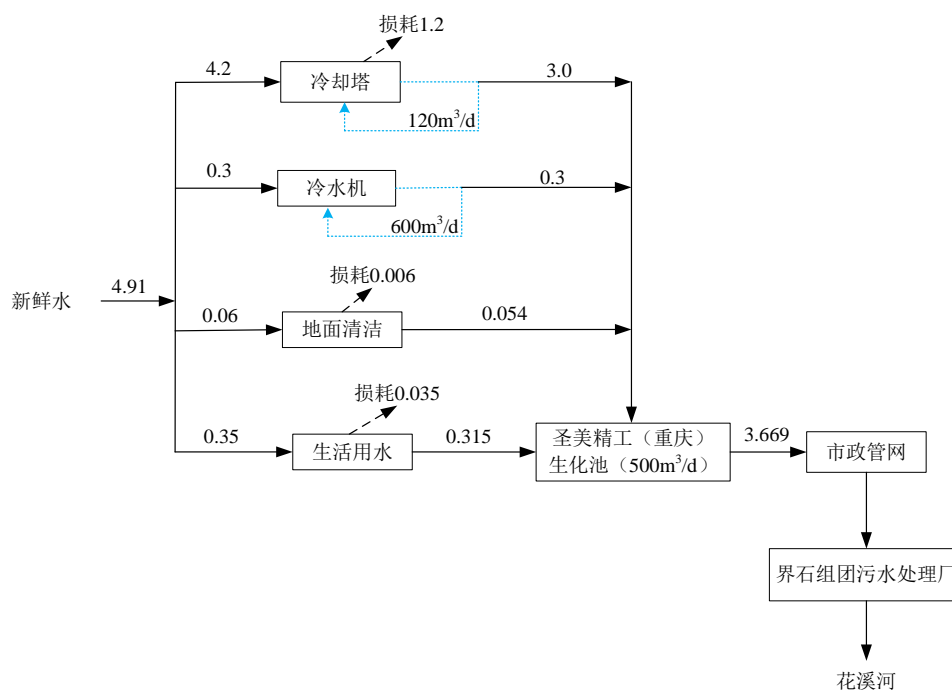 损耗1.2
4.2
冷却塔
3.0
120m³/d
0.3
冷水机
0.3
600m³/d
损耗0.006
新鲜水
4.91
0.06
地面清洁
0.054
损耗0.035
0.35
生活用水
0.315
圣美精工（重庆）
生化池（500m³/d）
3.669
市政管网
界石组团污水处理厂
花溪河